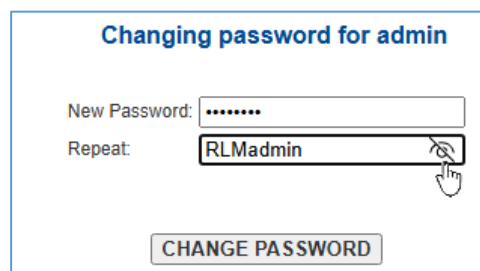 Changing password for admin
New Password: ••••••••
Repeat: RLMadmin
CHANGE PASSWORD